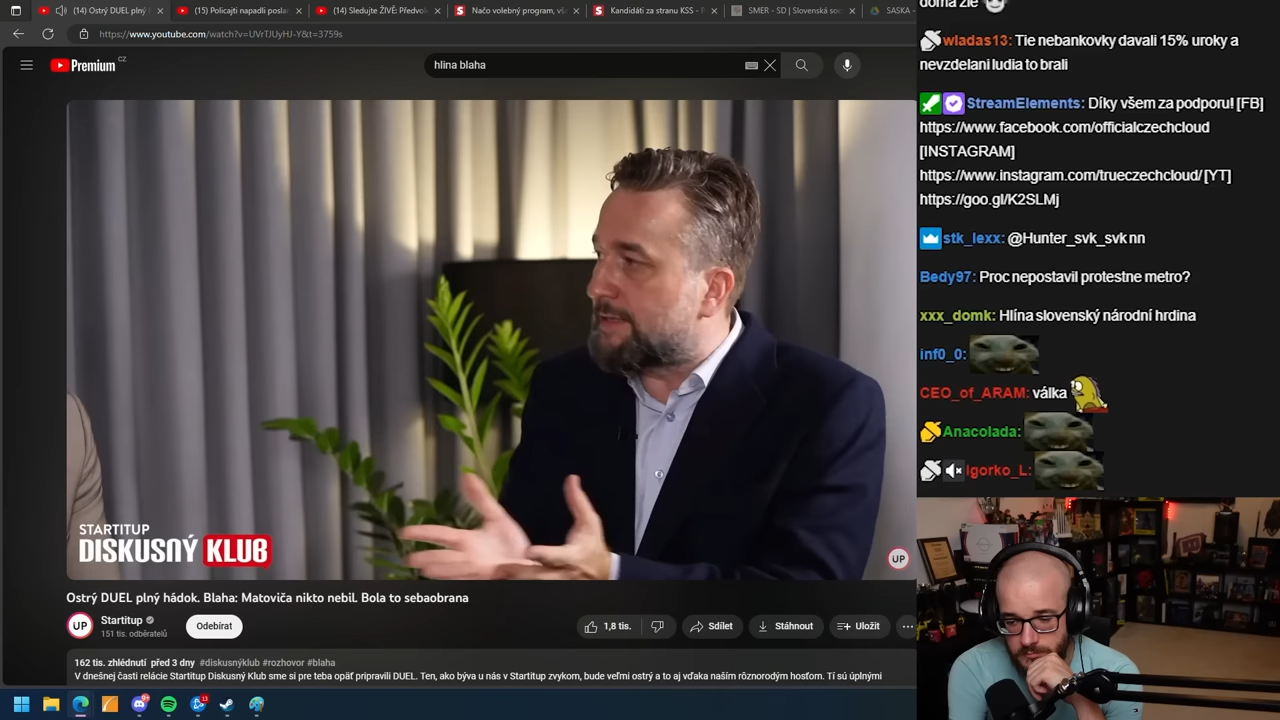 (14) Ostrý DUEL plný h
(15) Policajti napadli posla
(14) Sledujte ŽIVĚ: Předvo
Načo volebný program, vš
Kandidáti za stranu KSS - F
SMER - SD | Slovenská soc
SASKA -
https://www.youtube.com/watch?v=UVrTJUyHJ-Y&t=3759s
Premium CZ
hlina blaha
STARTITUP
DISKUSNÝ KLUB
UP
Ostrý DUEL plný hádok. Blaha: Matoviča nikto nebil. Bola to sebaobrana
UP
Startitup
151 tis. odběratelů
Odebírat
1,8 tis.
Sdílet
Stáhnout
Uložit
162 tis. zhlédnutí před 3 dny #diskusnýklub #rozhovor #blaha
V dnešnej časti relácie Startitup Diskusný Klub sme si pre teba opäť pripravili DUEL. Ten, ako býva u nás v Startitup zvykom, bude veľmi ostrý a to aj vďaka naším rôznorodým hosťom. Tí sú úplnými
doma zle
wladas13: Tie nebankovky davali 15% uroky a
nevzdelani ludia to brali
StreamElements: Díky všem za podporu! [FB]
https://www.facebook.com/officialczechcloud
[INSTAGRAM]
https://www.instagram.com/trueczechcloud/ [YT]
https://goo.gl/K2SLMj
stk_lexx: @Hunter_svk_svk nn
Bedy97: Proc nepostavil protestne metro?
xxx_domk: Hlína slovenský národní hrdina
inf0_0:
CEO_of_ARAM: válka
Anacolada:
Igorko_L: